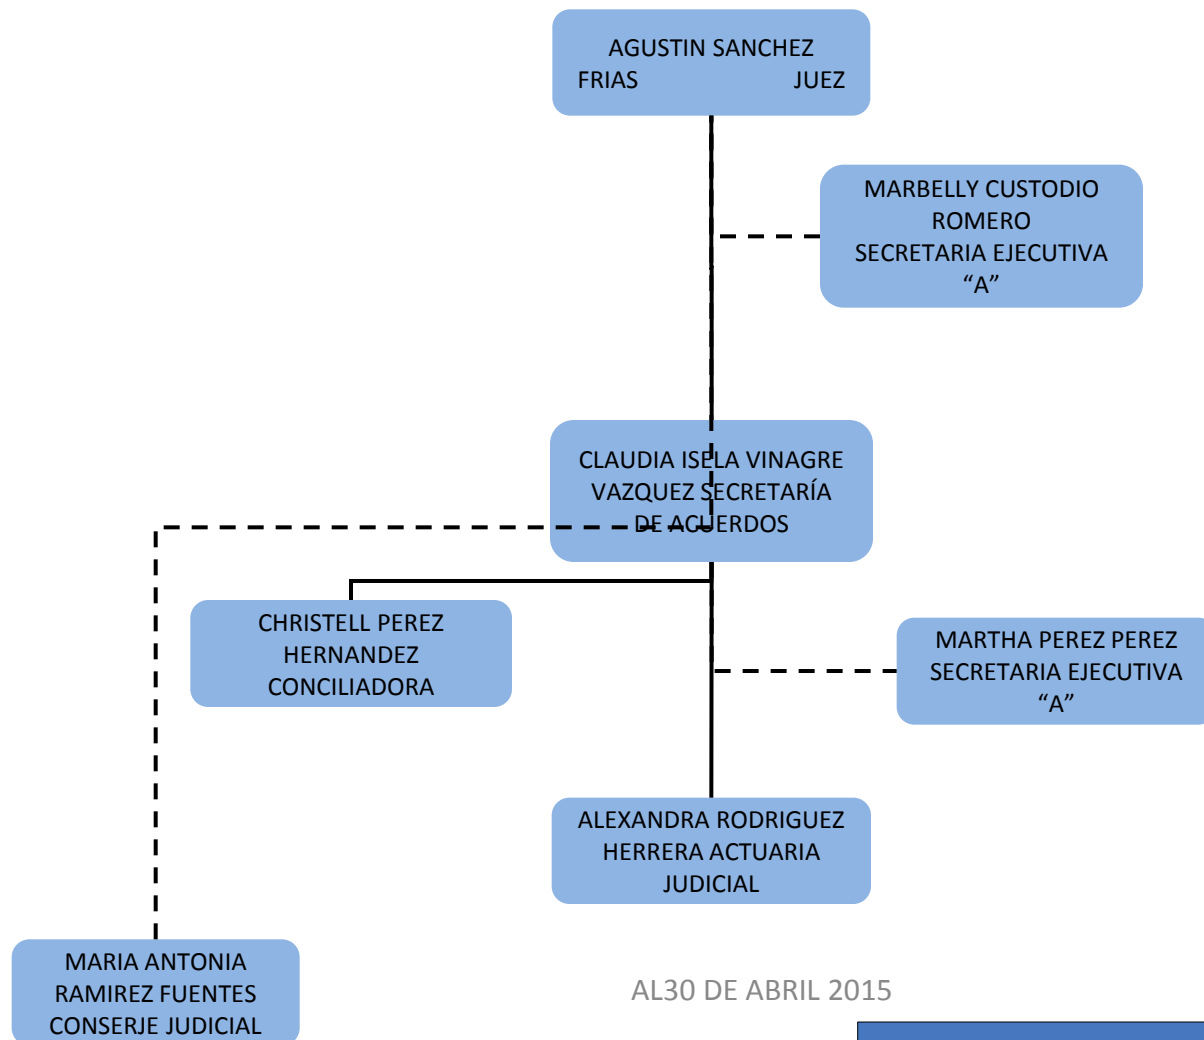 AGUSTIN SANCHEZ
FRIAS JUEZ
MARBELLY CUSTODIO
ROMERO
SECRETARIA EJECUTIVA
“A”
CLAUDIA ISELA VINAGRE
VAZQUEZ SECRETARÍA
DE ACUERDOS
CHRISTELL PEREZ
HERNANDEZ
CONCILIADORA
MARTHA PEREZ PEREZ
SECRETARIA EJECUTIVA
“A”
ALEXANDRA RODRIGUEZ
HERRERA ACTUARIA
JUDICIAL
MARIA ANTONIA
RAMIREZ FUENTES
CONSERJE JUDICIAL
AL30 DE ABRIL 2015